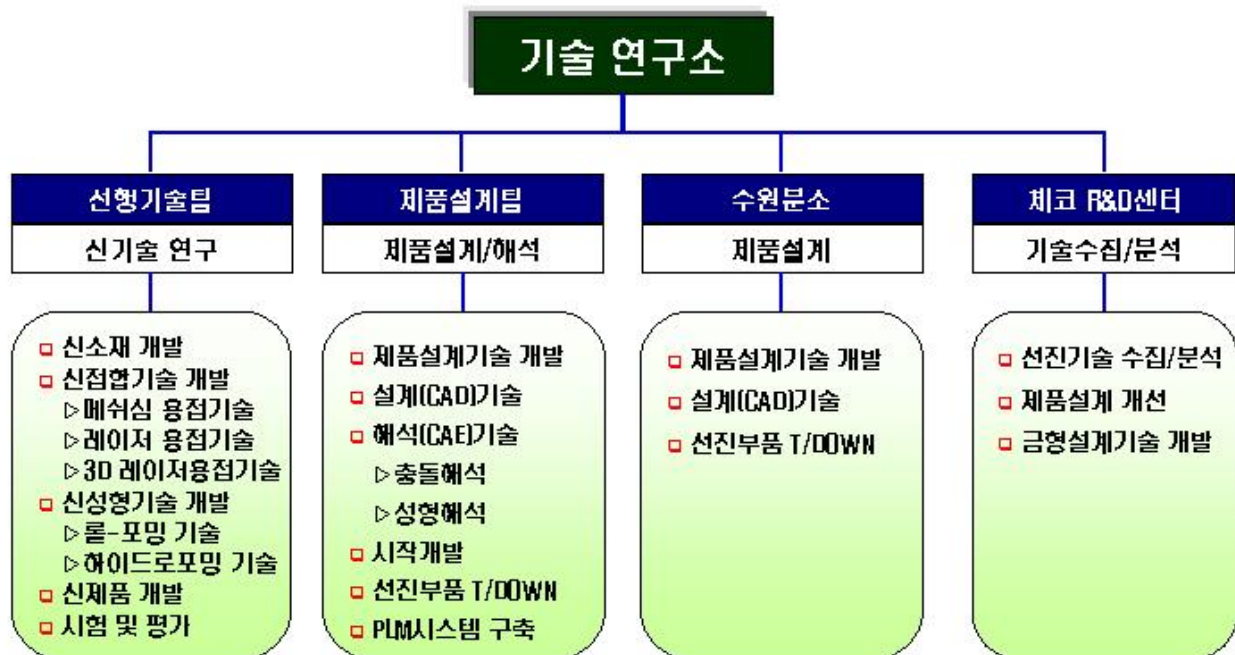 기술 연구소
선행기술팀
신기술 연구
□ 신소재 개발
□ 신접합기술 개발
▷메쉬심 용접기술
▷레이저 용접기술
▷3D 레이저용접기술
□ 신성형기술 개발
▷롤-포밍 기술
▷하이드로포밍 기술
□ 신제품 개발
□ 시험 및 평가
제품설계팀
제품설계/해석
□ 제품설계기술 개발
□ 설계(CAD)기술
□ 해석(CAE)기술
▷충돌해석
▷성형해석
□ 시작개발
□ 선진부품 T/DOWN
□ PLM시스템 구축
수원분소
제품설계
□ 제품설계기술 개발
□ 설계(CAD)기술
□ 선진부품 T/DOWN
체코 R&D센터
기술수집/분석
□ 선진기술 수집/분석
□ 제품설계 개선
□ 금형설계기술 개발